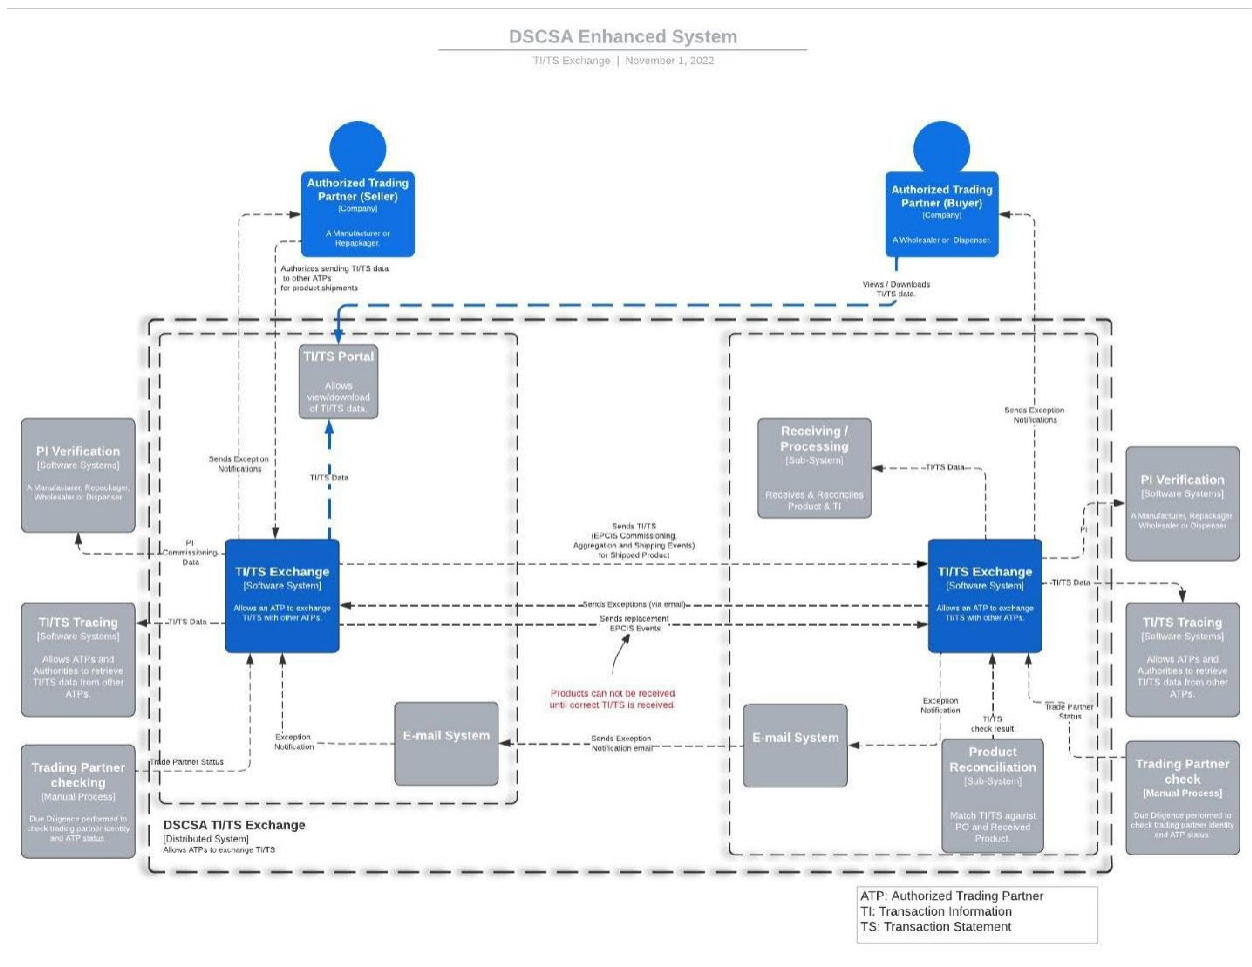 DSCSA Enhanced System
TI/TS Exchange | November 1, 2022
Authorized Trading
Partner (Seller)
[Company]
A Manufacturer or
Repackager.
Authorized Trading
Partner (Buyer)
[Company]
A Wholesaler or Dispenser.
Authorizes sending TI/TS data
to other ATPs
for product shipments
Views / Downloads
TI/TS data.
TI/TS Portal
Allows
view/download
of TI/TS data.
Sends Exception
Notifications
TI/TS Data
PI Verification
[Software Systems]
A Manufacturer, Repackager,
Wholesaler or Dispenser
PI
Commissioning
Data
Receiving /
Processing
[Sub-System]
Receives & Reconciles
Product & TI
TI/TS Data
Sends Exception
Notifications
PI Verification
[Software Systems]
A Manufacturer, Repackager
Wholesaler or Dispenser
PI
Sends TI/TS
(EPCIS Commissioning,
Aggregation and Shipping Events)
for Shipped Product
TI/TS Exchange
[Software System]
Allows an ATP to exchange
TI/TS with other ATPs.
TI/TS Exchange
[Software System]
Allows an ATP to exchange
TI/TS with other ATPs.
TI/TS Data
TI/TS Data
Sends Exceptions (via email)
Sends replacement
EPCIS Events
TI/TS Tracing
[Software Systems]
Allows ATPs and
Authorities to retrieve
TI/TS data from other
ATPs.
TI/TS Tracing
[Software Systems]
Allows ATPs and
Authorities to retrieve
TI/TS data from other
ATPs.
Products can not be received
until correct TI/TS is received.
Exception
Notification
E-mail System
Sends Exception
Notification email
E-mail System
Exception
Notification
TI/TS
check result
Trade Partner
Status
Trade Partner Status
Trading Partner
checking
[Manual Process]
Due Diligence performed to
check trading partner identity
and ATP status.
Product
Reconciliation
[Sub-System]
Match TI/TS against
PO and Received
Product.
Trading Partner
check
[Manual Process]
Due Diligence performed to
check trading partner identity
and ATP status.
DSCSA TI/TS Exchange
[Distributed System]
Allows ATPs to exchange TI/TS
ATP: Authorized Trading Partner
TI: Transaction Information
TS: Transaction Statement